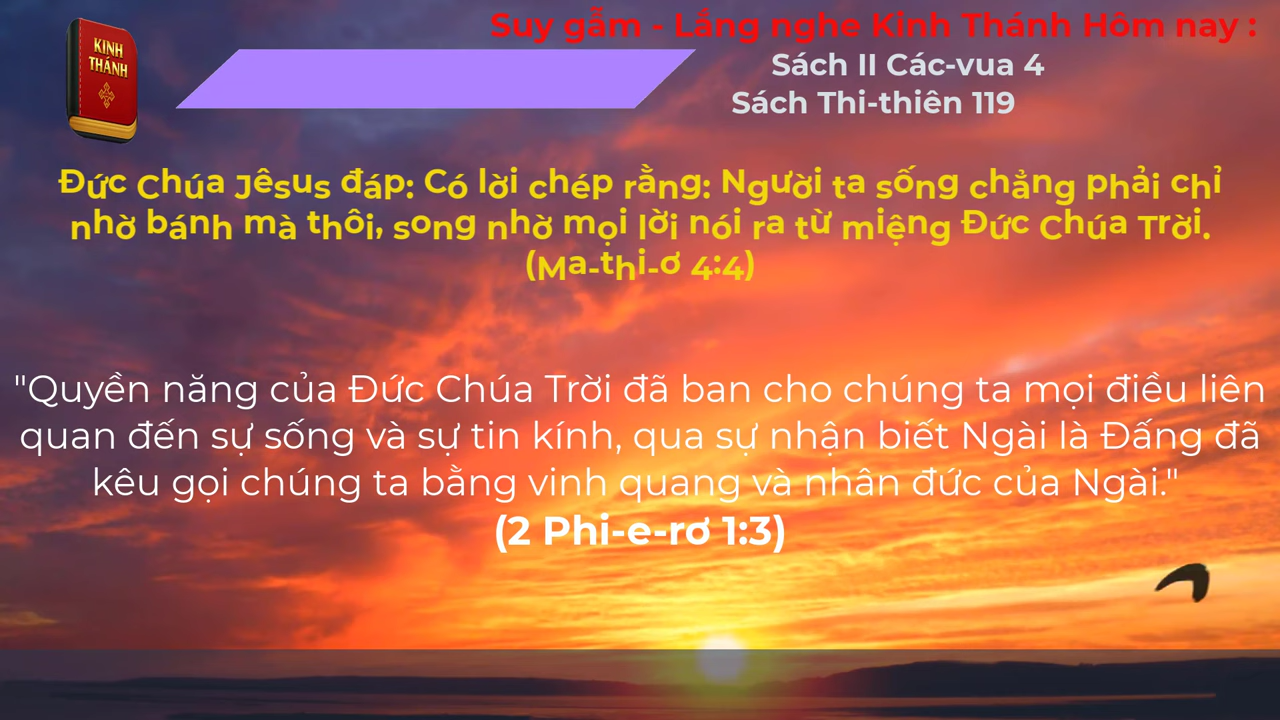 Suy gẫm - Lắng nghe Kinh Thánh Hôm nay :
KINH
THÁNH
Sách II Các-vua 4
Sách Thi-thiên 119
Đức Chúa Jêsus đáp: Có lời chép rằng: Người ta sống chẳng phải chỉ
nhờ bánh mà thôi, song nhờ mọi lời nói ra từ miệng Đức Chúa Trời.
(Ma-thi-ơ 4:4)
"Quyền năng của Đức Chúa Trời đã ban cho chúng ta mọi điều liên
quan đến sự sống và sự tin kính, qua sự nhận biết Ngài là Đấng đã
kêu gọi chúng ta bằng vinh quang và nhân đức của Ngài."
(2 Phi-e-rơ 1:3)